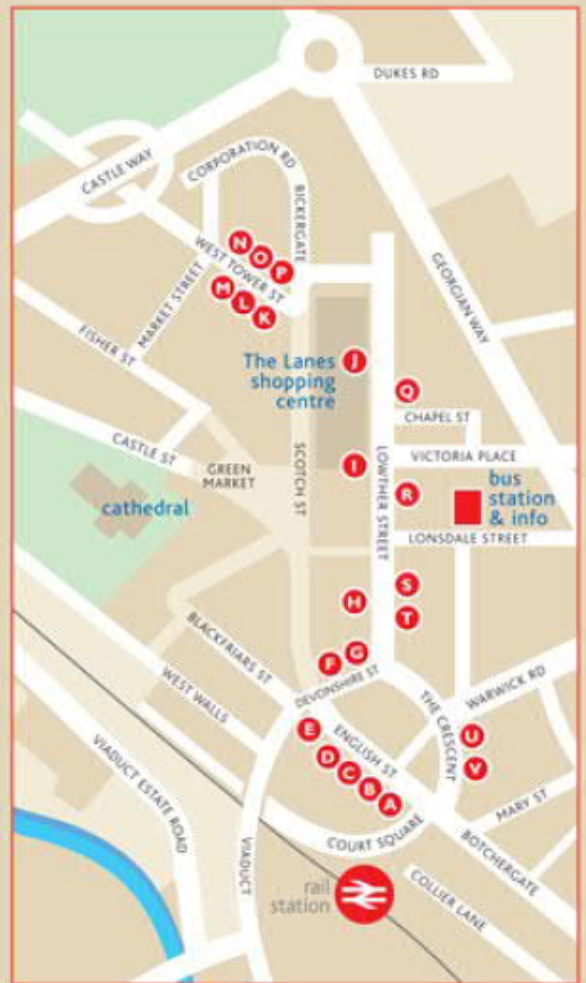 DUKES RD
CASTLE WAY
CORPORATION RD
BICKERGATE
GEORGIAN WAY
N
O
P
WEST TOWER ST
M
L
K
MARKET STREET
FISHER ST
The Lanes
shopping
centre
J
Q
CHAPEL ST
CASTLE ST
GREEN
MARKET
SCOTCH ST
I
LOWTHER STREET
VICTORIA PLACE
R
bus
station
& info
cathedral
LONSDALE STREET
H
S
T
BLACKFRIARS ST
F
G
DEVONSHIRE ST
WEST WALLS
THE CRESCENT
WARWICK RD
E
D
C
B
A
ENGLISH ST
U
V
VIADUCT ESTATE ROAD
VIADUCT
COURT SQUARE
MARY ST
BOTCHERGATE
rail
station
COLLIER LANE